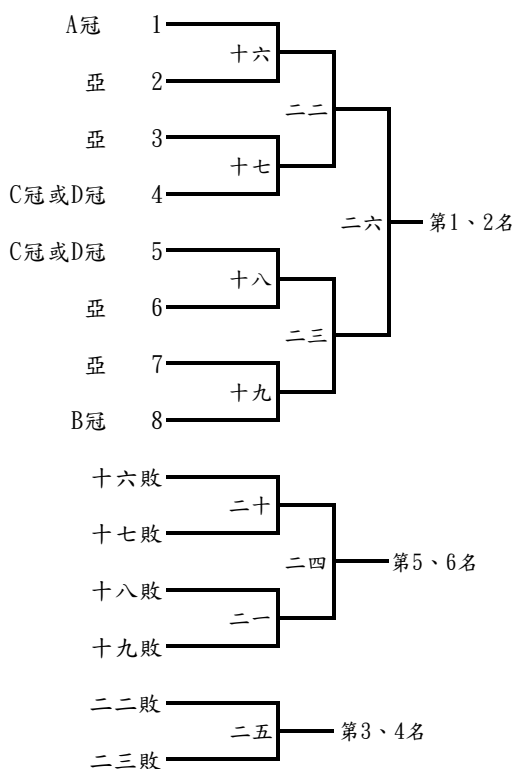 A冠 1
十六
亞 2
二二
亞 3
十七
C冠或D冠 4
二六 第1、2名
C冠或D冠 5
十八
亞 6
二三
亞 7
十九
B冠 8
十六敗
二十
十七敗
二四 第5、6名
十八敗
二一
十九敗
二二敗
二五 第3、4名
二三敗